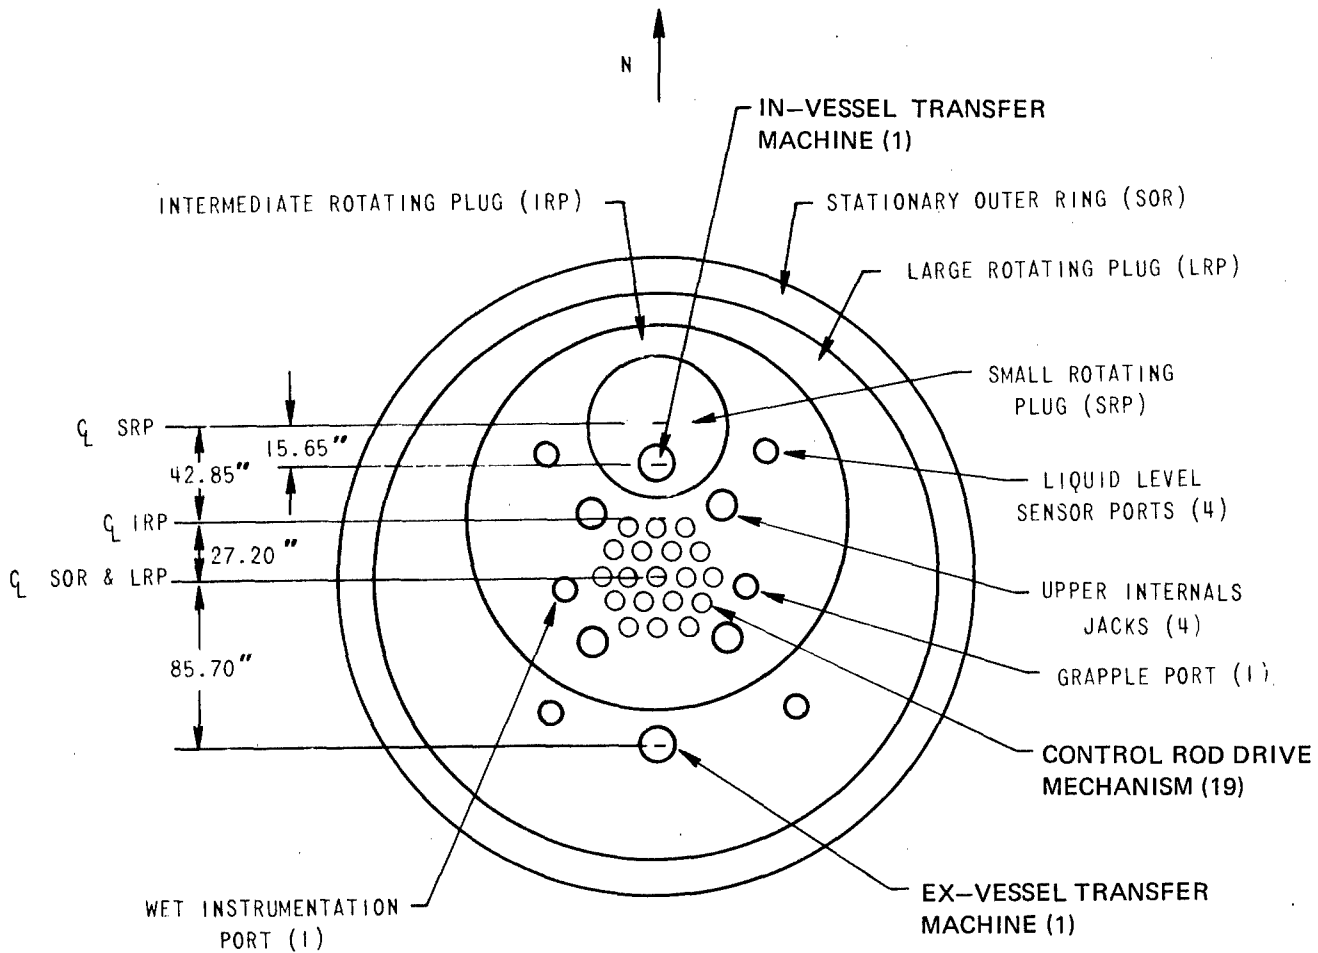 N
IN-VESSEL TRANSFER
MACHINE (1)
INTERMEDIATE ROTATING PLUG (IRP)
STATIONARY OUTER RING (SOR)
LARGE ROTATING PLUG (LRP)
SMALL ROTATING
PLUG (SRP)
℄ SRP
15.65"
42.85"
LIQUID LEVEL
SENSOR PORTS (4)
℄ IRP
27.20"
℄ SOR & LRP
UPPER INTERNALS
JACKS (4)
85.70"
GRAPPLE PORT (1)
CONTROL ROD DRIVE
MECHANISM (19)
EX-VESSEL TRANSFER
MACHINE (1)
WET INSTRUMENTATION
PORT (1)